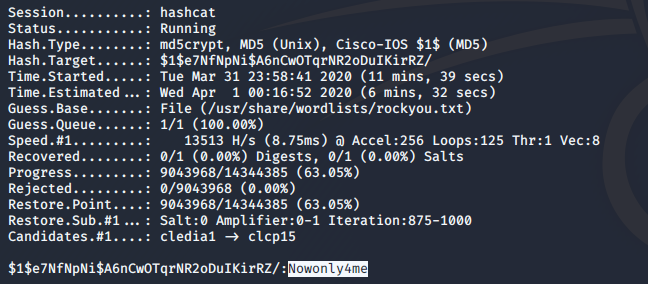 Session..........: hashcat
Status...........: Running
Hash.Type........: md5crypt, MD5 (Unix), Cisco-IOS $1$ (MD5)
Hash.Target......: $1$e7NfNpNi$A6nCwOTqrNR2oDuIKirRZ/
Time.Started.....: Tue Mar 31 23:58:41 2020 (11 mins, 39 secs)
Time.Estimated...: Wed Apr  1 00:16:52 2020 (6 mins, 32 secs)
Guess.Base.......: File (/usr/share/wordlists/rockyou.txt)
Guess.Queue......: 1/1 (100.00%)
Speed.#1.........:    13513 H/s (8.75ms) @ Accel:256 Loops:125 Thr:1 Vec:8
Recovered........: 0/1 (0.00%) Digests, 0/1 (0.00%) Salts
Progress.........: 9043968/14344385 (63.05%)
Rejected.........: 0/9043968 (0.00%)
Restore.Point....: 9043968/14344385 (63.05%)
Restore.Sub.#1...: Salt:0 Amplifier:0-1 Iteration:875-1000
Candidates.#1....: cledia1 -> clcp15
$1$e7NfNpNi$A6nCwOTqrNR2oDuIKirRZ/:Nowonly4me